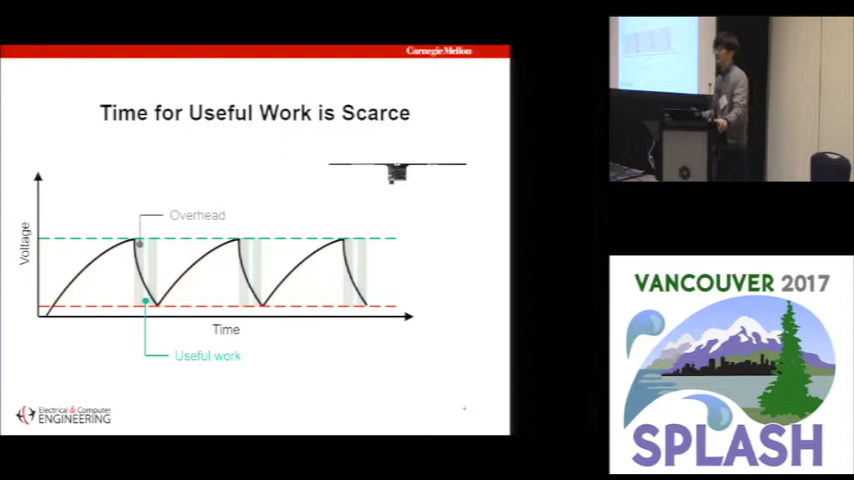 Carnegie Mellon
Time for Useful Work is Scarce
Overhead
Voltage
Time
Useful work
Electrical & Computer
ENGINEERING
4
VANCOUVER 2017
SPLASH